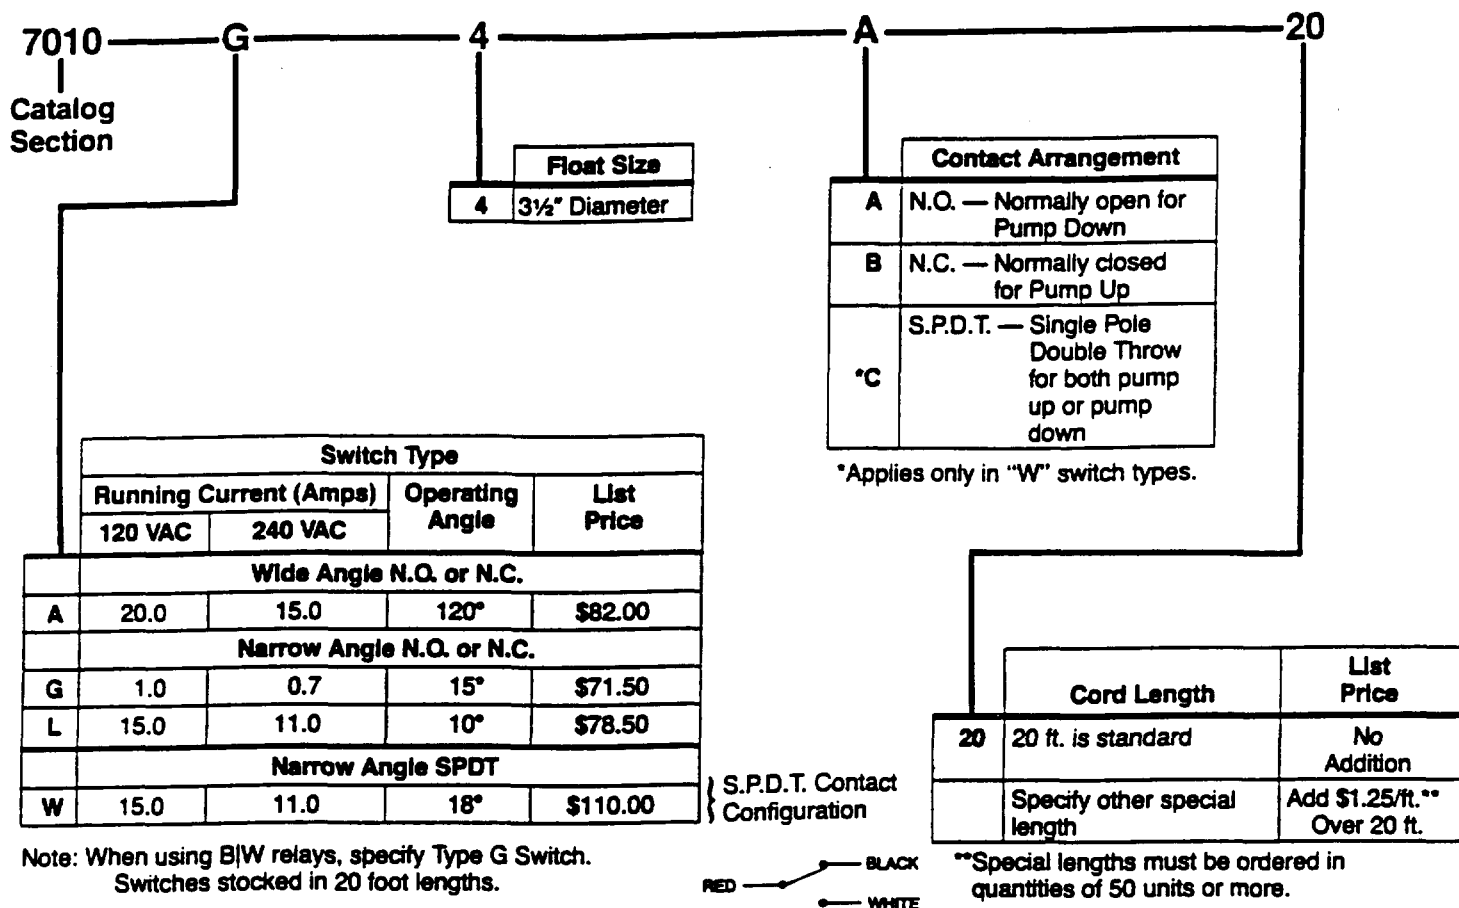 7010 G 4 A 20
Catalog
Section
Float Size
4 3½" Diameter
Contact Arrangement
A N.O. — Normally open for
Pump Down
B N.C. — Normally closed
for Pump Up
*C S.P.D.T. — Single Pole
Double Throw
for both pump
up or pump
down
*Applies only in "W" switch types.
Switch Type
Running Current (Amps) Operating Angle List Price
120 VAC 240 VAC
Wide Angle N.O. or N.C.
A 20.0 15.0 120° $82.00
Narrow Angle N.O. or N.C.
G 1.0 0.7 15° $71.50
L 15.0 11.0 10° $78.50
Narrow Angle SPDT
W 15.0 11.0 18° $110.00
S.P.D.T. Contact
Configuration
Note: When using B|W relays, specify Type G Switch.
Switches stocked in 20 foot lengths.
RED
BLACK
WHITE
Cord Length List Price
20 20 ft. is standard No Addition
Specify other special length Add $1.25/ft.** Over 20 ft.
**Special lengths must be ordered in
quantities of 50 units or more.